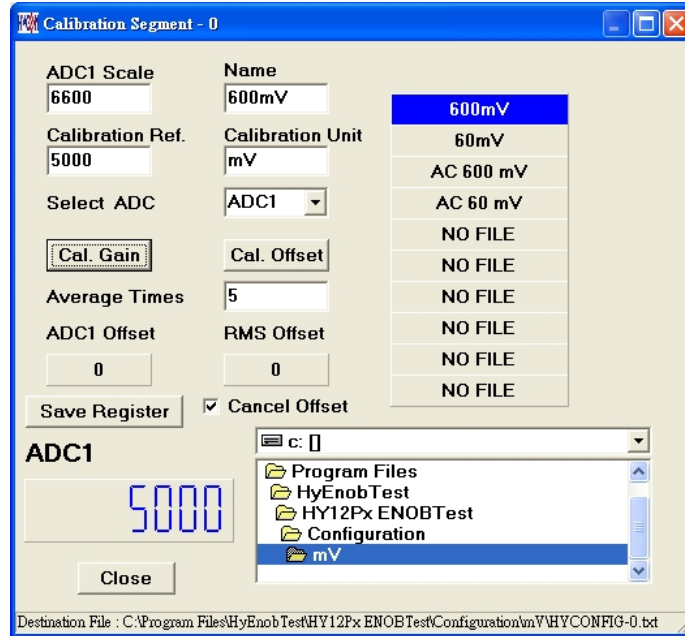 HYCON Calibration Segment - 0
ADC1 Scale
Name
6600
600mV
Calibration Ref.
Calibration Unit
5000
mV
Select ADC
ADC1
Cal. Gain
Cal. Offset
Average Times
5
ADC1 Offset
RMS Offset
0
0
Save Register
Cancel Offset
600mV
60mV
AC 600 mV
AC 60 mV
NO FILE
NO FILE
NO FILE
NO FILE
NO FILE
NO FILE
ADC1
5000
Close
c: []
Program Files
HyEnobTest
HY12Px ENOBTest
Configuration
mV
Destination File : C:\Program Files\HyEnobTest\HY12Px ENOBTest\Configuration\mV\HYCONFIG-0.txt